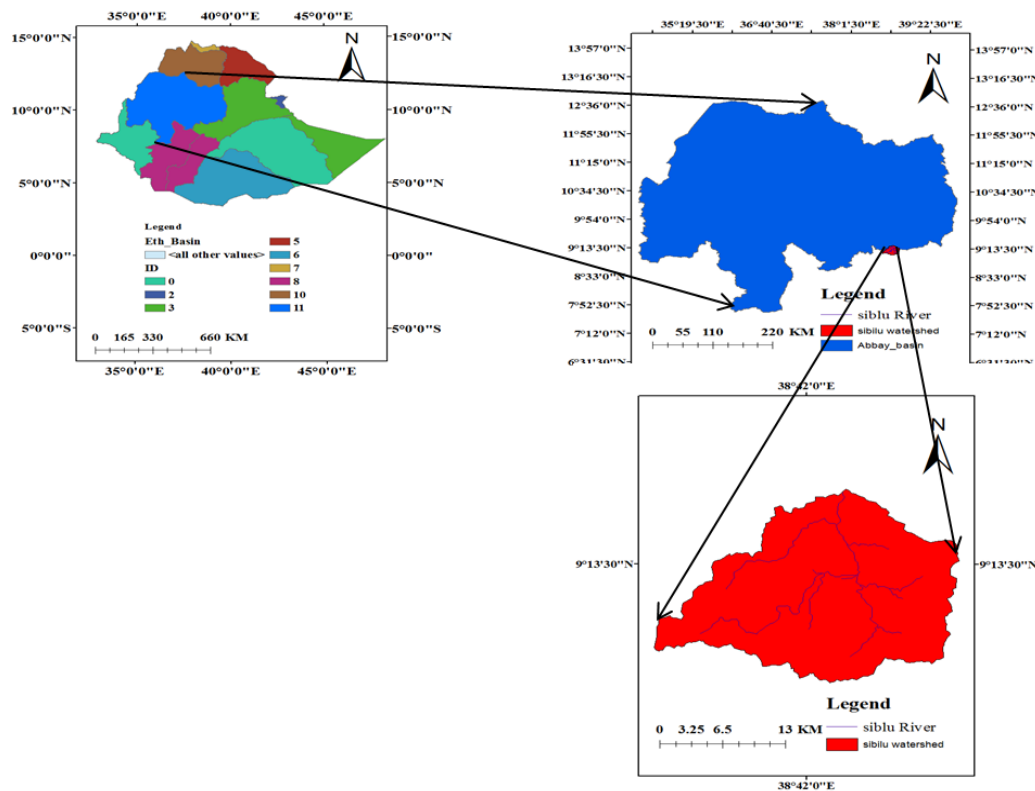 35°0'0"E 40°0'0"E 45°0'0"E
15°0'0"N 15°0'0"N
N
10°0'0"N 10°0'0"N
5°0'0"N 5°0'0"N
Legend
Eth_Basin
<all other values>
ID
0
2
3
5
6
7
8
10
11
0°0'0" 0°0'0"
5°0'0"S 5°0'0"S
0 165 330 660 KM
35°0'0"E 40°0'0"E 45°0'0"E
35°19'30"E 36°40'30"E 38°1'30"E 39°22'30"E
13°57'0"N 13°57'0"N
N
13°16'30"N 13°16'30"N
12°36'0"N 12°36'0"N
11°55'30"N 11°55'30"N
11°15'0"N 11°15'0"N
10°34'30"N 10°34'30"N
9°54'0"N 9°54'0"N
9°13'30"N 9°13'30"N
8°33'0"N 8°33'0"N
7°52'30"N 7°52'30"N
7°12'0"N 7°12'0"N
6°31'30"N 6°31'30"N
Legend
siblu River
sibilu watershed
Abbay_basin
0 55 110 220 KM
38°42'0"E
N
9°13'30"N 9°13'30"N
Legend
siblu River
sibilu watershed
0 3.25 6.5 13 KM
38°42'0"E